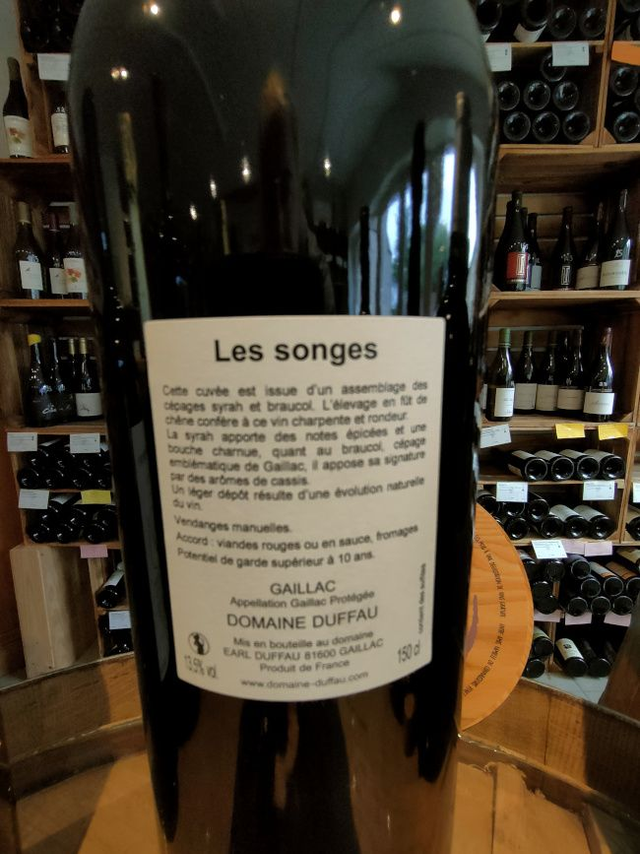 Les songes
Cette cuvée est issue d'un assemblage des
cépages syrah et braucol. L'élevage en fût de
chêne confère à ce vin charpente et rondeur.
La syrah apporte des notes épicées et une
bouche charnue, quant au braucol, cépage
emblématique de Gaillac, il appose sa signature
par des arômes de cassis.
Un léger dépôt résulte d'une évolution naturelle
du vin.
Vendanges manuelles.
Accord : viandes rouges ou en sauce, fromages
Potentiel de garde supérieur à 10 ans.
GAILLAC
Appellation Gaillac Protégée
DOMAINE DUFFAU
Mis en bouteille au domaine
EARL DUFFAU 81600 GAILLAC
Produit de France
www.domaine-duffau.com
13,5% vol.
150 cl
contient des sulfites